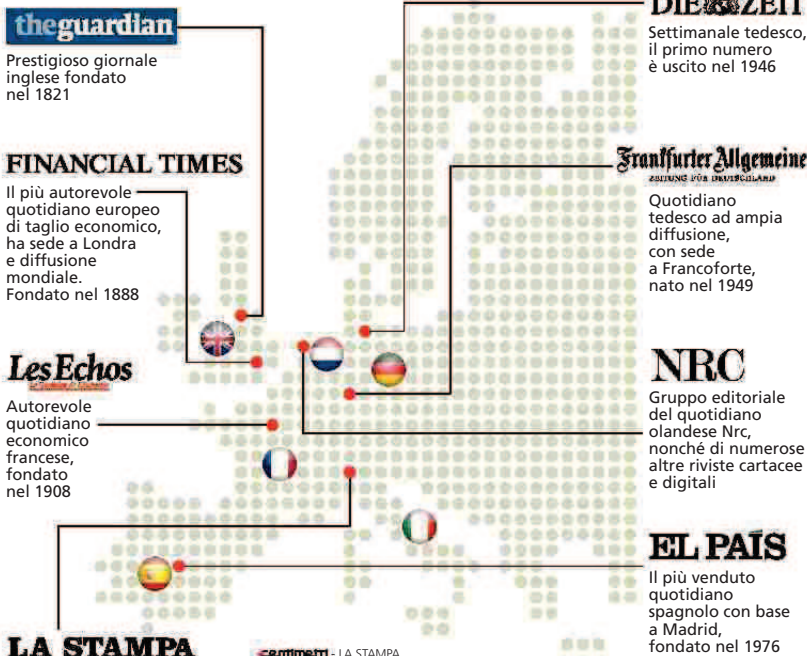 theguardian
Prestigioso giornale
inglese fondato
nel 1821
FINANCIAL TIMES
Il più autorevole
quotidiano europeo
di taglio economico,
ha sede a Londra
e diffusione
mondiale.
Fondato nel 1888
Les Echos
Autorevole
quotidiano
economico
francese,
fondato
nel 1908
LA STAMPA
DIE ZEIT
Settimanale tedesco,
il primo numero
è uscito nel 1946
Frankfurter Allgemeine
ZEITUNG FÜR DEUTSCHLAND
Quotidiano
tedesco ad ampia
diffusione,
con sede
a Francoforte,
nato nel 1949
NRC
Gruppo editoriale
del quotidiano
olandese Nrc,
nonché di numerose
altre riviste cartacee
e digitali
EL PAÍS
Il più venduto
quotidiano
spagnolo con base
a Madrid,
fondato nel 1976
centimetri - LA STAMPA